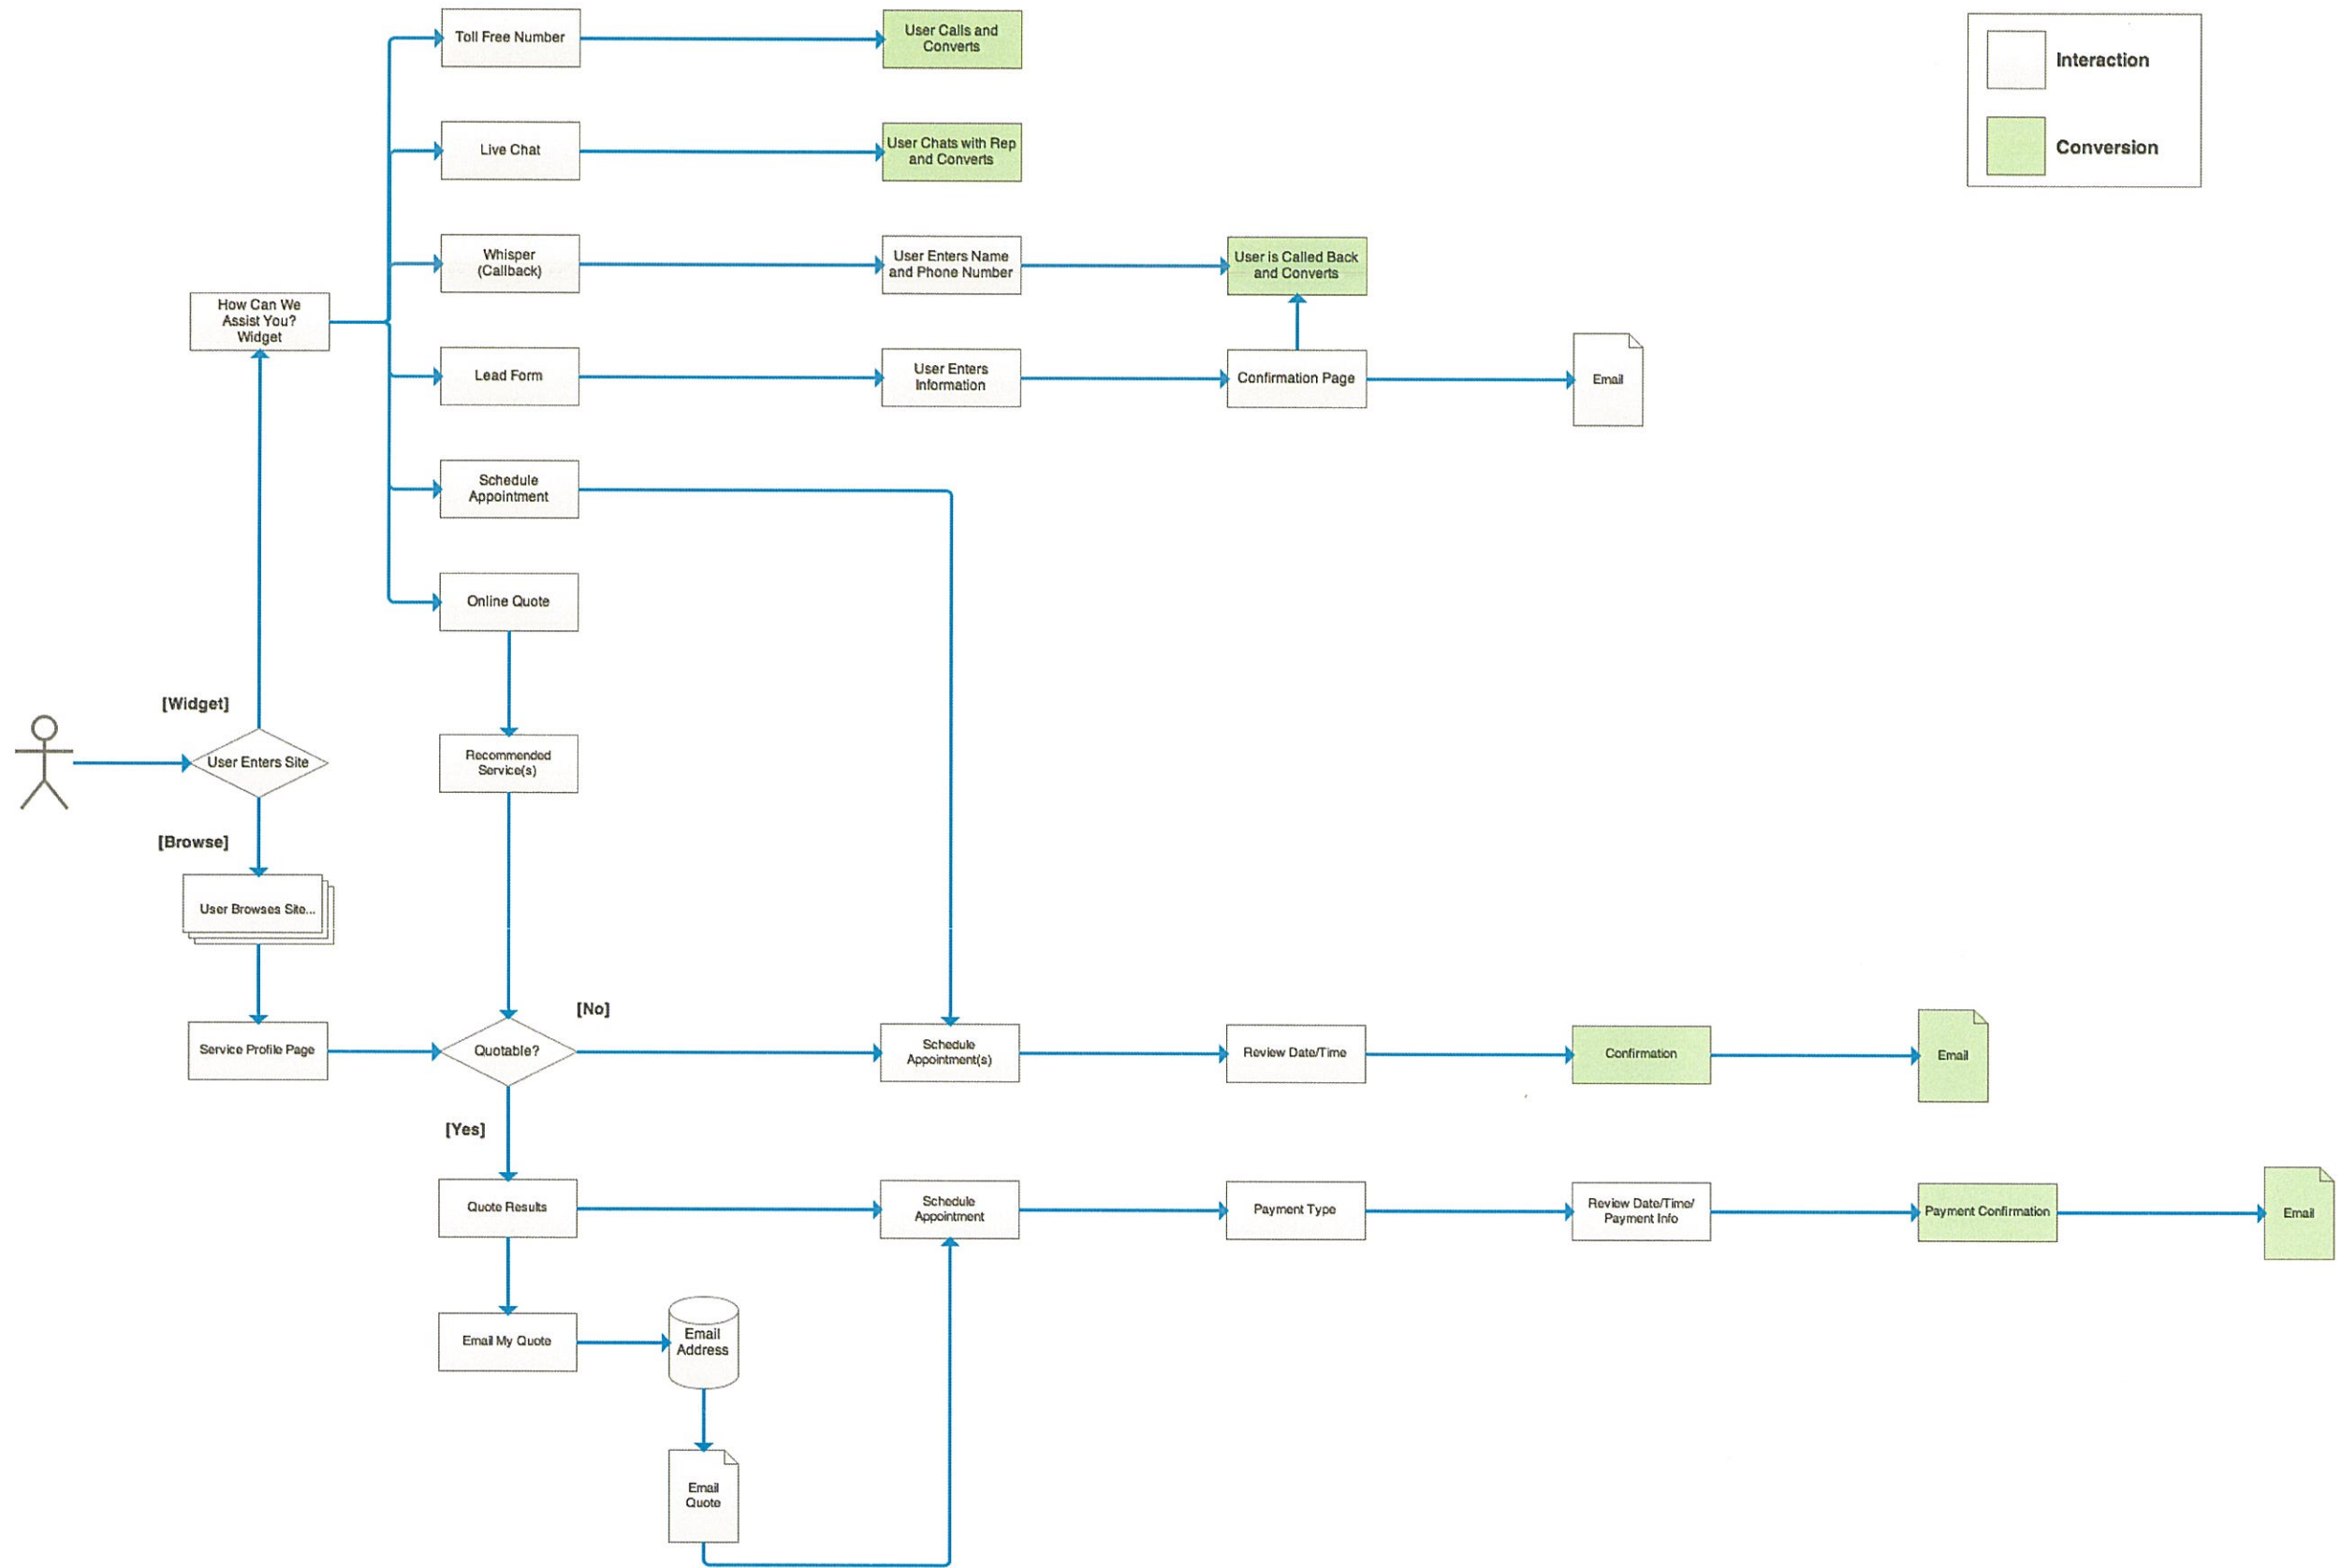 Toll Free Number
User Calls and
Converts
Interaction
Conversion
Live Chat
User Chats with Rep
and Converts
Whisper
(Callback)
User Enters Name
and Phone Number
User is Called Back
and Converts
How Can We
Assist You?
Widget
Lead Form
User Enters
Information
Confirmation Page
Email
Schedule
Appointment
Online Quote
[Widget]
User Enters Site
Recommended
Service(s)
[Browse]
User Browses Site...
Service Profile Page
Quotable?
[No]
Schedule
Appointment(s)
Review Date/Time
Confirmation
Email
[Yes]
Quote Results
Schedule
Appointment
Payment Type
Review Date/Time/
Payment Info
Payment Confirmation
Email
Email My Quote
Email
Address
Email
Quote